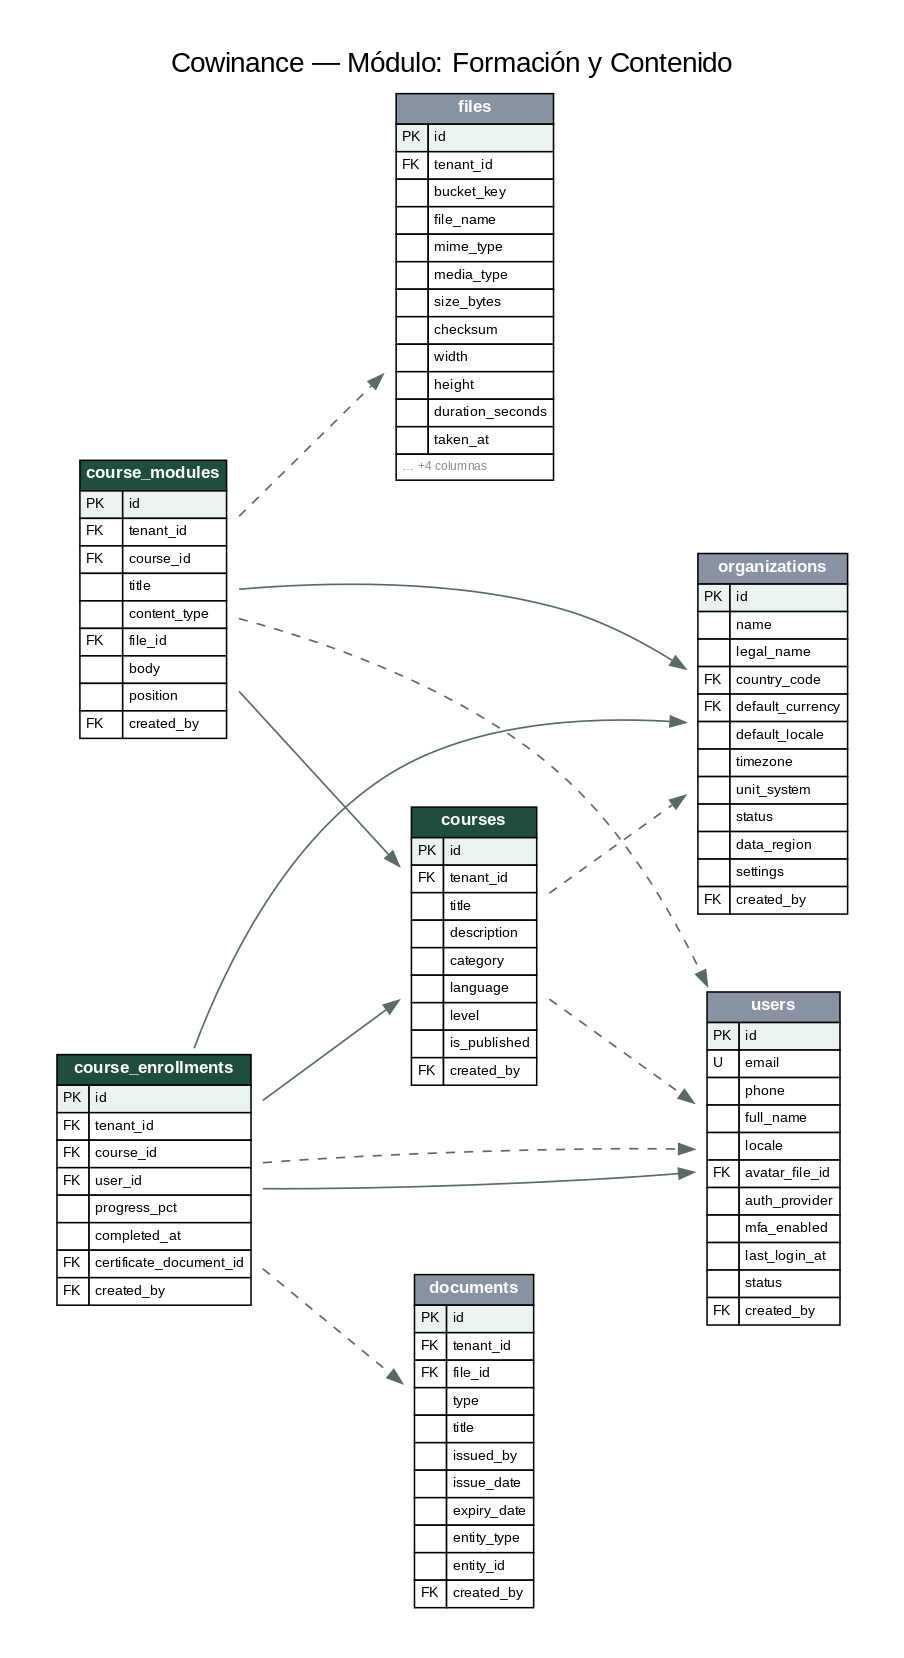 Cowinance — Módulo: Formación y Contenido
files
PK id
FK tenant_id
bucket_key
file_name
mime_type
media_type
size_bytes
checksum
width
height
duration_seconds
taken_at
... +4 columnas
course_modules
PK id
FK tenant_id
FK course_id
title
content_type
FK file_id
body
position
FK created_by
organizations
PK id
name
legal_name
FK country_code
FK default_currency
default_locale
timezone
unit_system
status
data_region
settings
FK created_by
courses
PK id
FK tenant_id
title
description
category
language
level
is_published
FK created_by
users
PK id
U email
phone
full_name
locale
FK avatar_file_id
auth_provider
mfa_enabled
last_login_at
status
FK created_by
course_enrollments
PK id
FK tenant_id
FK course_id
FK user_id
progress_pct
completed_at
FK certificate_document_id
FK created_by
documents
PK id
FK tenant_id
FK file_id
type
title
issued_by
issue_date
expiry_date
entity_type
entity_id
FK created_by